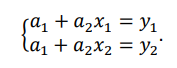 a₁ + a₂x₁ = y₁
a₁ + a₂x₂ = y₂.